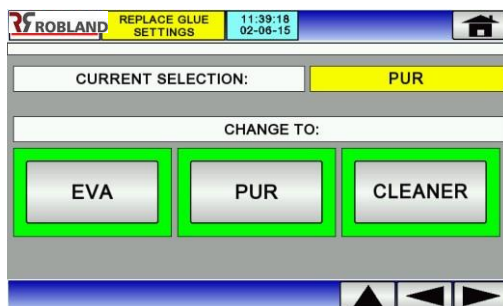 ROBLAND
REPLACE GLUE
SETTINGS
11:39:18
02-06-15
CURRENT SELECTION:
PUR
CHANGE TO:
EVA
PUR
CLEANER